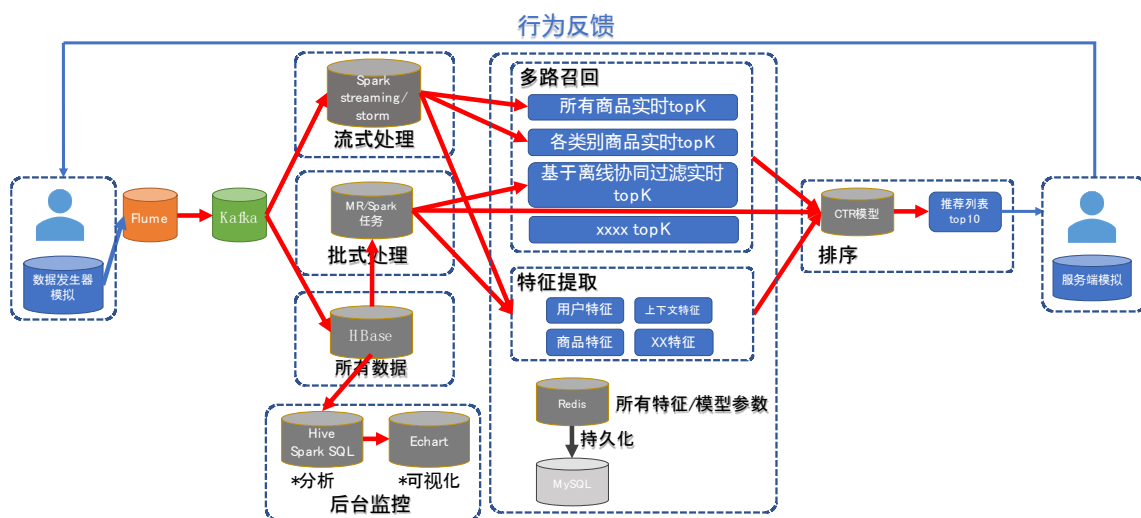 行为反馈
数据发生器
模拟
Flume
Kafka
Spark
streaming/
storm
流式处理
MR/Spark
任务
批式处理
HBase
所有数据
Hive
Spark SQL
*分析
Echart
*可视化
后台监控
多路召回
所有商品实时topK
各类别商品实时topK
基于离线协同过滤实时
topK
xxxx topK
特征提取
用户特征
上下文特征
商品特征
XX特征
Redis
所有特征/模型参数
持久化
MySQL
CTR模型
推荐列表
top10
排序
服务端模拟